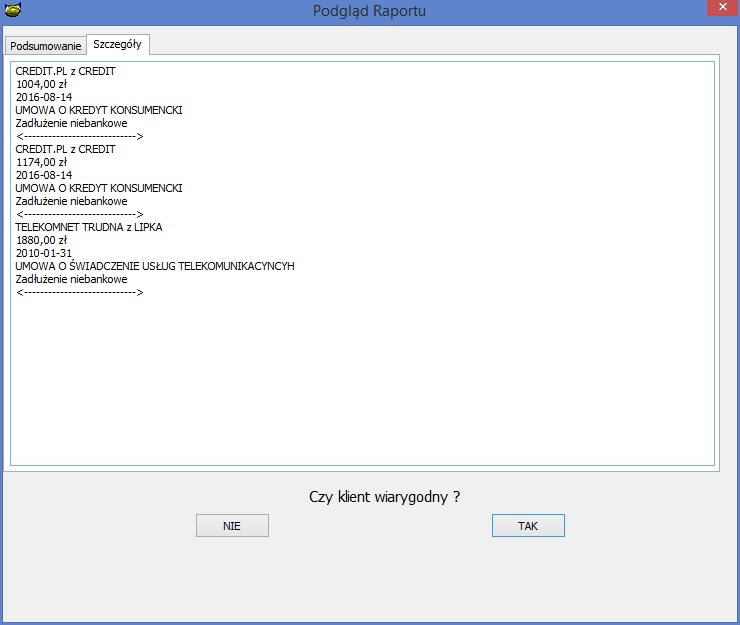 Podgląd Raportu
Podsumowanie
Szczegóły
CREDIT.PL z CREDIT
1004,00 zł
2016-08-14
UMOWA O KREDYT KONSUMENCKI
Zadłużenie niebankowe
<---------------------------->
CREDIT.PL z CREDIT
1174,00 zł
2016-08-14
UMOWA O KREDYT KONSUMENCKI
Zadłużenie niebankowe
<---------------------------->
TELEKOMNET TRUDNA z LIPKA
1880,00 zł
2010-01-31
UMOWA O ŚWIADCZENIE USŁUG TELEKOMUNIKACYNCYH
Zadłużenie niebankowe
<---------------------------->
Czy klient wiarygodny ?
NIE
TAK